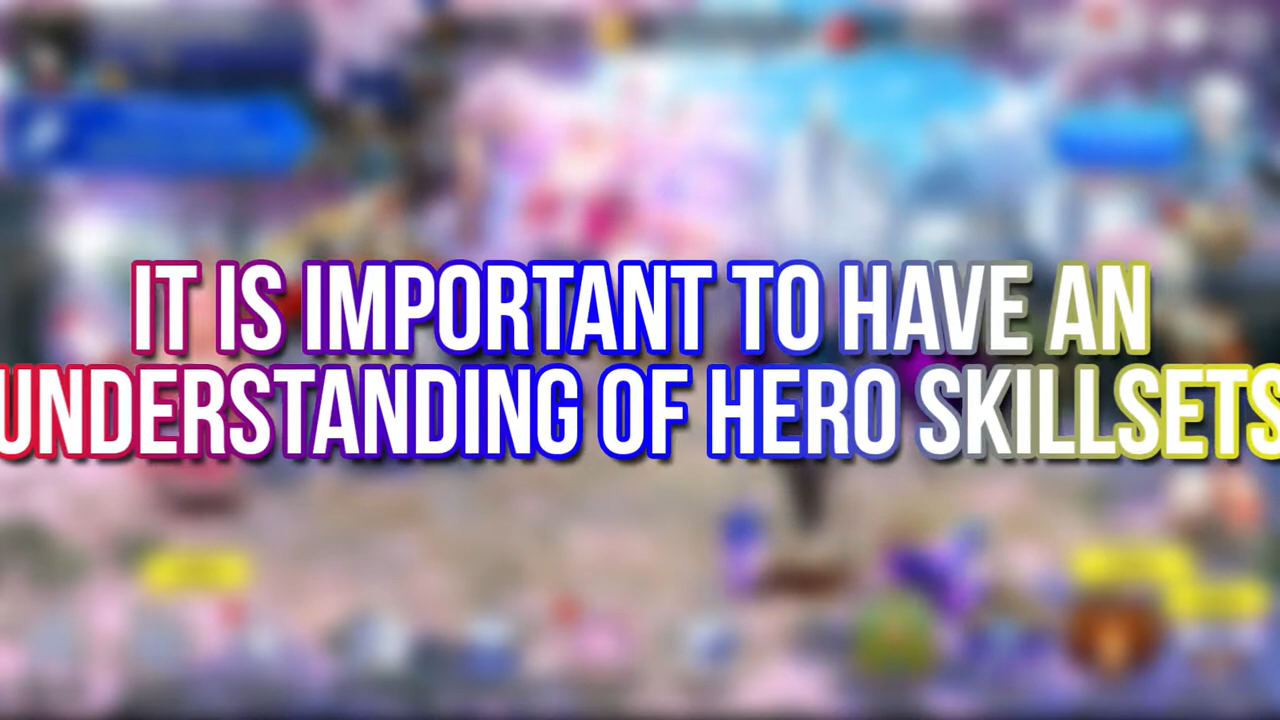 IT IS IMPORTANT TO HAVE AN
UNDERSTANDING OF HERO SKILLSETS